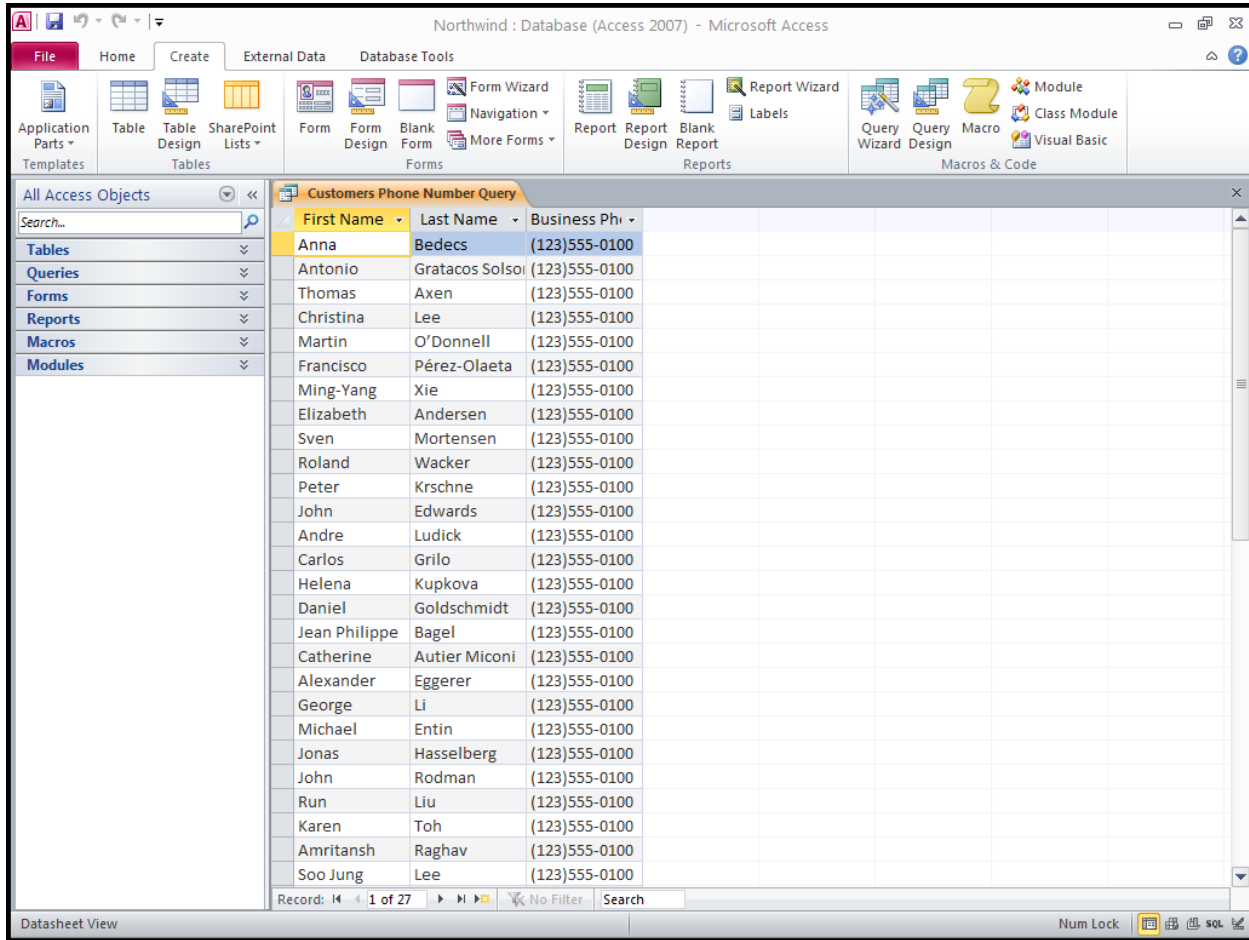 Northwind : Database (Access 2007) - Microsoft Access
File Home Create External Data Database Tools
Application Parts
Templates
Table
Table Design
SharePoint Lists
Tables
Form
Form Design
Blank Form
Form Wizard
Navigation
More Forms
Forms
Report
Report Design
Blank Report
Report Wizard
Labels
Reports
Query Wizard
Query Design
Macro
Module
Class Module
Visual Basic
Macros & Code
All Access Objects
Search...
Tables
Queries
Forms
Reports
Macros
Modules
Customers Phone Number Query
First Name Last Name Business Ph
Anna Bedecs (123)555-0100
Antonio Gratacos Solso (123)555-0100
Thomas Axen (123)555-0100
Christina Lee (123)555-0100
Martin O'Donnell (123)555-0100
Francisco Pérez-Olaeta (123)555-0100
Ming-Yang Xie (123)555-0100
Elizabeth Andersen (123)555-0100
Sven Mortensen (123)555-0100
Roland Wacker (123)555-0100
Peter Krschne (123)555-0100
John Edwards (123)555-0100
Andre Ludick (123)555-0100
Carlos Grilo (123)555-0100
Helena Kupkova (123)555-0100
Daniel Goldschmidt (123)555-0100
Jean Philippe Bagel (123)555-0100
Catherine Autier Miconi (123)555-0100
Alexander Eggerer (123)555-0100
George Li (123)555-0100
Michael Entin (123)555-0100
Jonas Hasselberg (123)555-0100
John Rodman (123)555-0100
Run Liu (123)555-0100
Karen Toh (123)555-0100
Amritansh Raghav (123)555-0100
Soo Jung Lee (123)555-0100
Record: 1 of 27 No Filter Search
Datasheet View Num Lock SQL